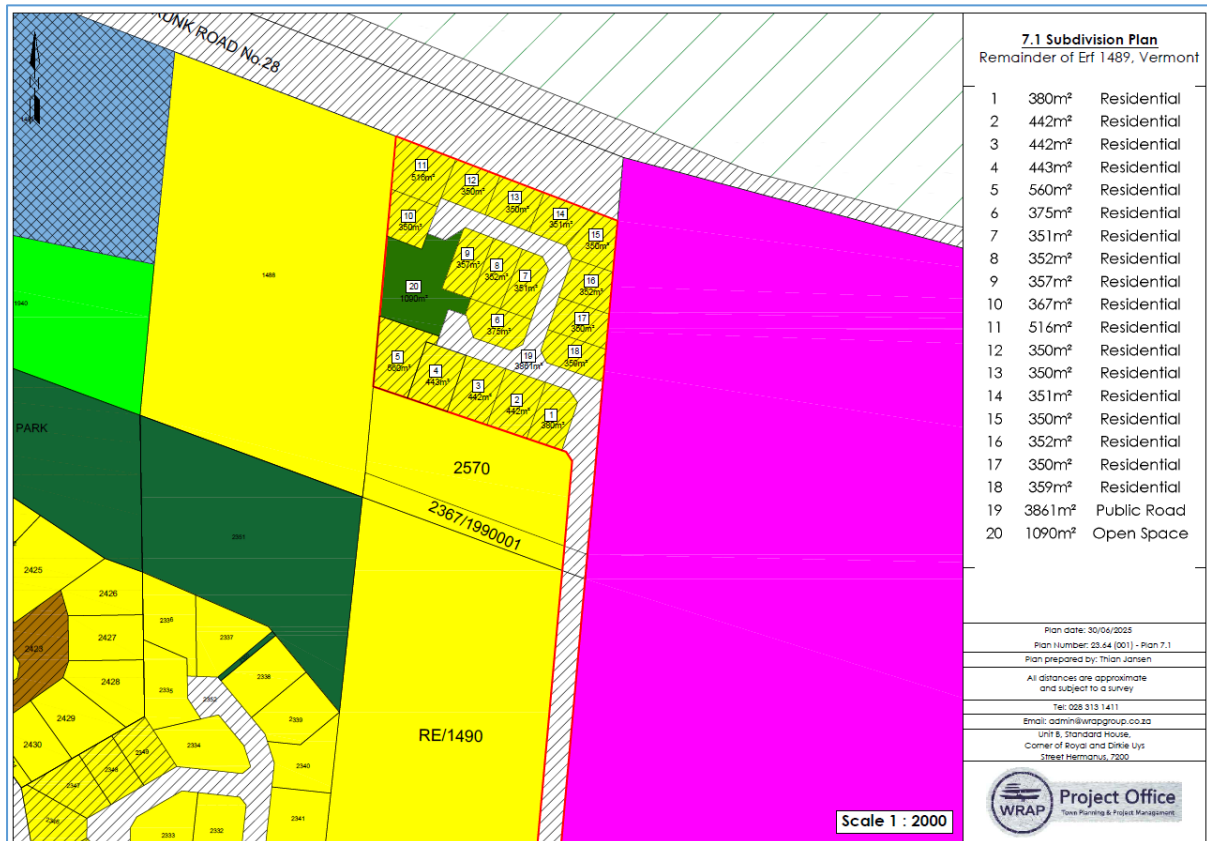 RUNK ROAD No.28
N
11
516m²
12
350m²
13
350m²
14
351m²
10
350m²
15
350m²
9
357m²
8
352m²
7
351m²
16
352m²
1488
20
1090m²
6
375m²
17
350m²
1940
18
359m²
19
3861m²
5
560m²
4
443m²
3
442m²
2
442m²
1
380m²
PARK
2570
2367/1990001
2351
2425
2426
2336
2337
2427
2423
2428
2338
2335
2352
2429
2339
2430
2334
2349
RE/1490
2340
2348
2347
2341
2333
2332
Scale 1 : 2000
7.1 Subdivision Plan
Remainder of Erf 1489, Vermont
1 380m² Residential
2 442m² Residential
3 442m² Residential
4 443m² Residential
5 560m² Residential
6 375m² Residential
7 351m² Residential
8 352m² Residential
9 357m² Residential
10 367m² Residential
11 516m² Residential
12 350m² Residential
13 350m² Residential
14 351m² Residential
15 350m² Residential
16 352m² Residential
17 350m² Residential
18 359m² Residential
19 3861m² Public Road
20 1090m² Open Space
Plan date: 30/06/2025
Plan Number: 23.64 (001) - Plan 7.1
Plan prepared by: Thian Jansen
All distances are approximate
and subject to a survey
Tel: 028 313 1411
Email: admin@wrapgroup.co.za
Unit B, Standard House,
Corner of Royal and Dirkie Uys
Street Hermanus, 7200
WRAP
Project Office
Town Planning & Project Management